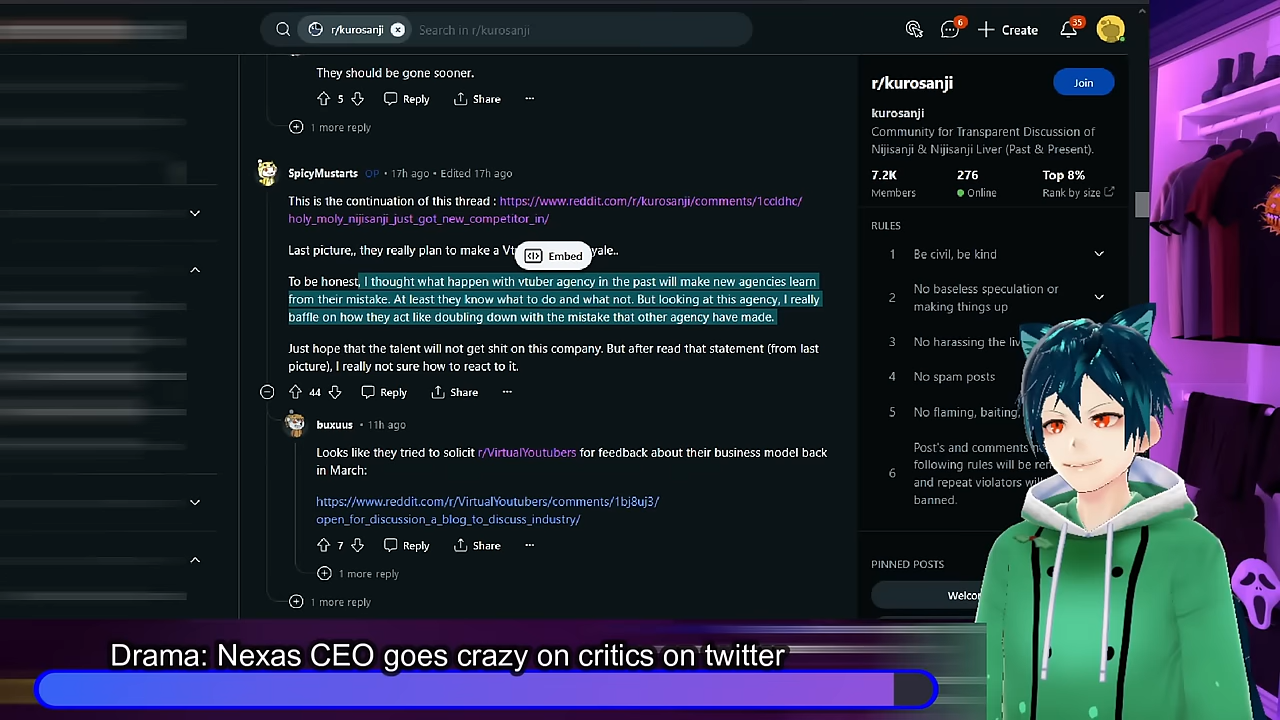 r/kurosanji
Search in r/kurosanji
6
Create
35
They should be gone sooner.
5
Reply
Share
1 more reply
SpicyMustarts OP • 17h ago • Edited 17h ago
This is the continuation of this thread : https://www.reddit.com/r/kurosanji/comments/1ccldhc/
holy_moly_nijisanji_just_got_new_competitor_in/
Last picture,, they really plan to make a
Embed
To be honest, I thought what happen with vtuber agency in the past will make new agencies learn
from their mistake. At least they know what to do and what not. But looking at this agency, I really
baffle on how they act like doubling down with the mistake that other agency have made.
Just hope that the talent will not get shit on this company. But after read that statement (from last
picture), I really not sure how to react to it.
44
Reply
Share
buxuus • 11h ago
Looks like they tried to solicit r/VirtualYoutubers for feedback about their business model back
in March:
https://www.reddit.com/r/VirtualYoutubers/comments/1bj8uj3/
open_for_discussion_a_blog_to_discuss_industry/
7
Reply
Share
1 more reply
1 more reply
r/kurosanji
Join
kurosanji
Community for Transparent Discussion of
Nijisanji & Nijisanji Liver (Past & Present).
7.2K
276
Top 8%
Members
Online
Rank by size
RULES
1 Be civil, be kind
2 No baseless speculation or
making things up
3 No harassing the
4 No spam posts
5 No flaming, baiting,
6 Post's and comments
following rules will be
and repeat violators
banned.
PINNED POSTS
Drama: Nexas CEO goes crazy on critics on twitter